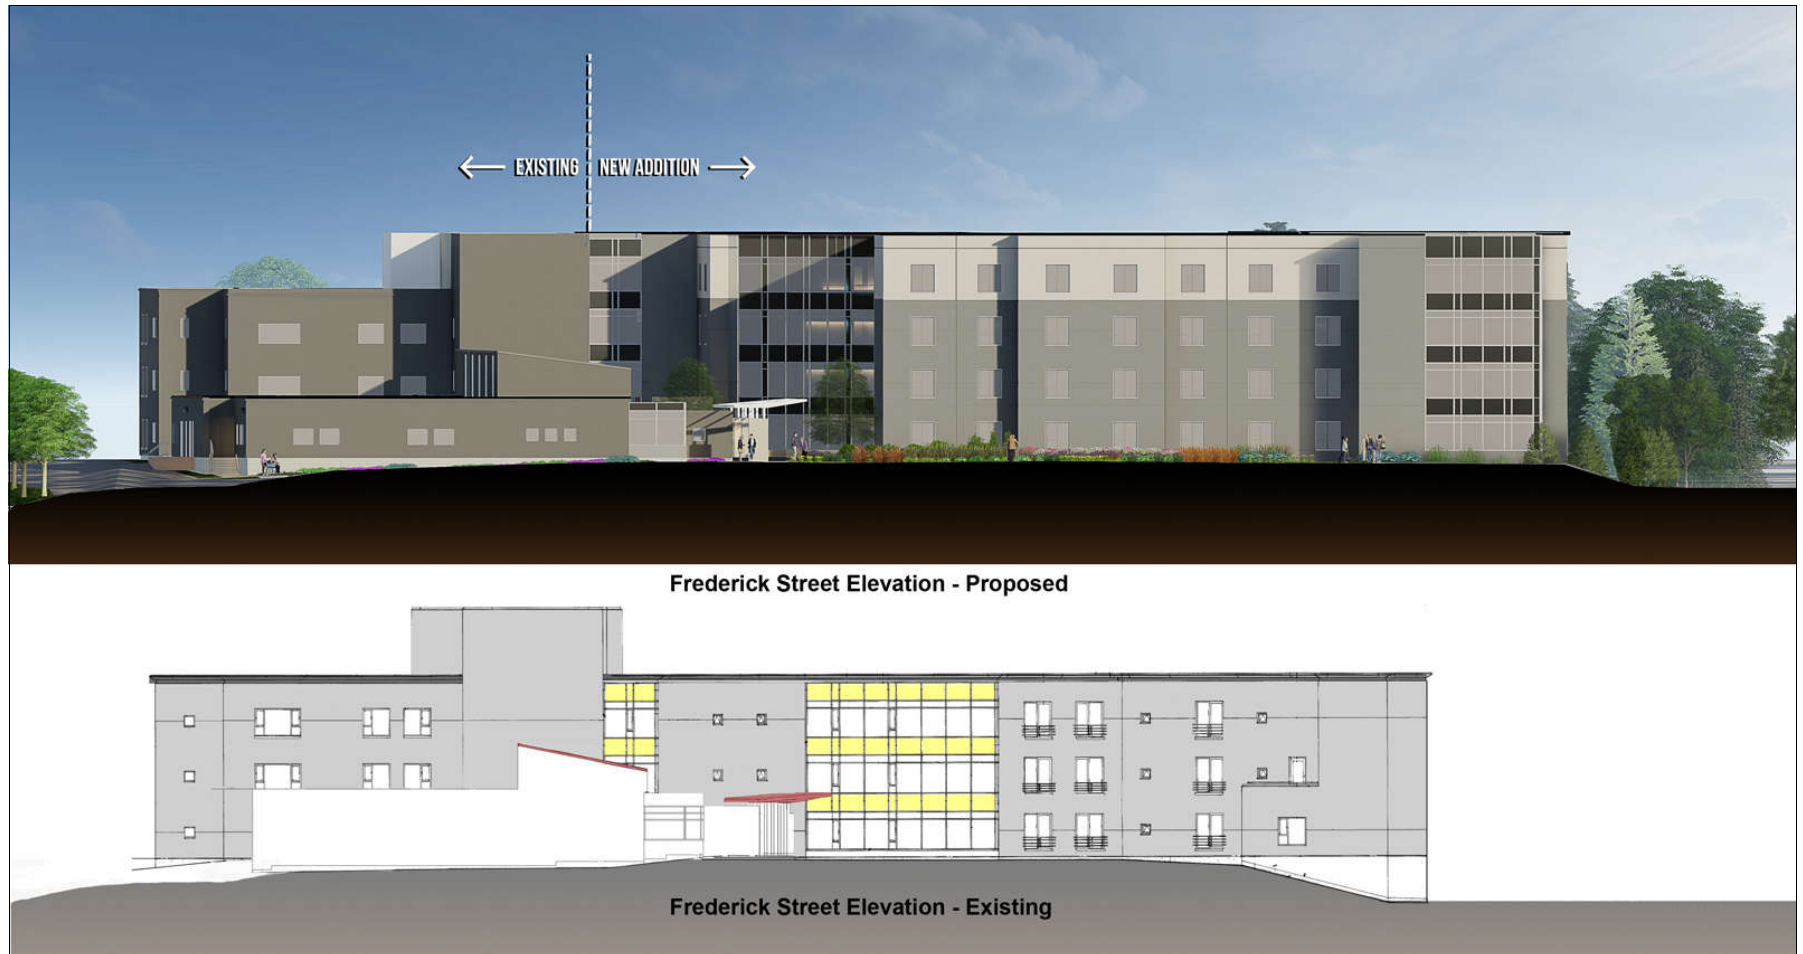 EXISTING NEW ADDITION
Frederick Street Elevation - Proposed
Frederick Street Elevation - Existing